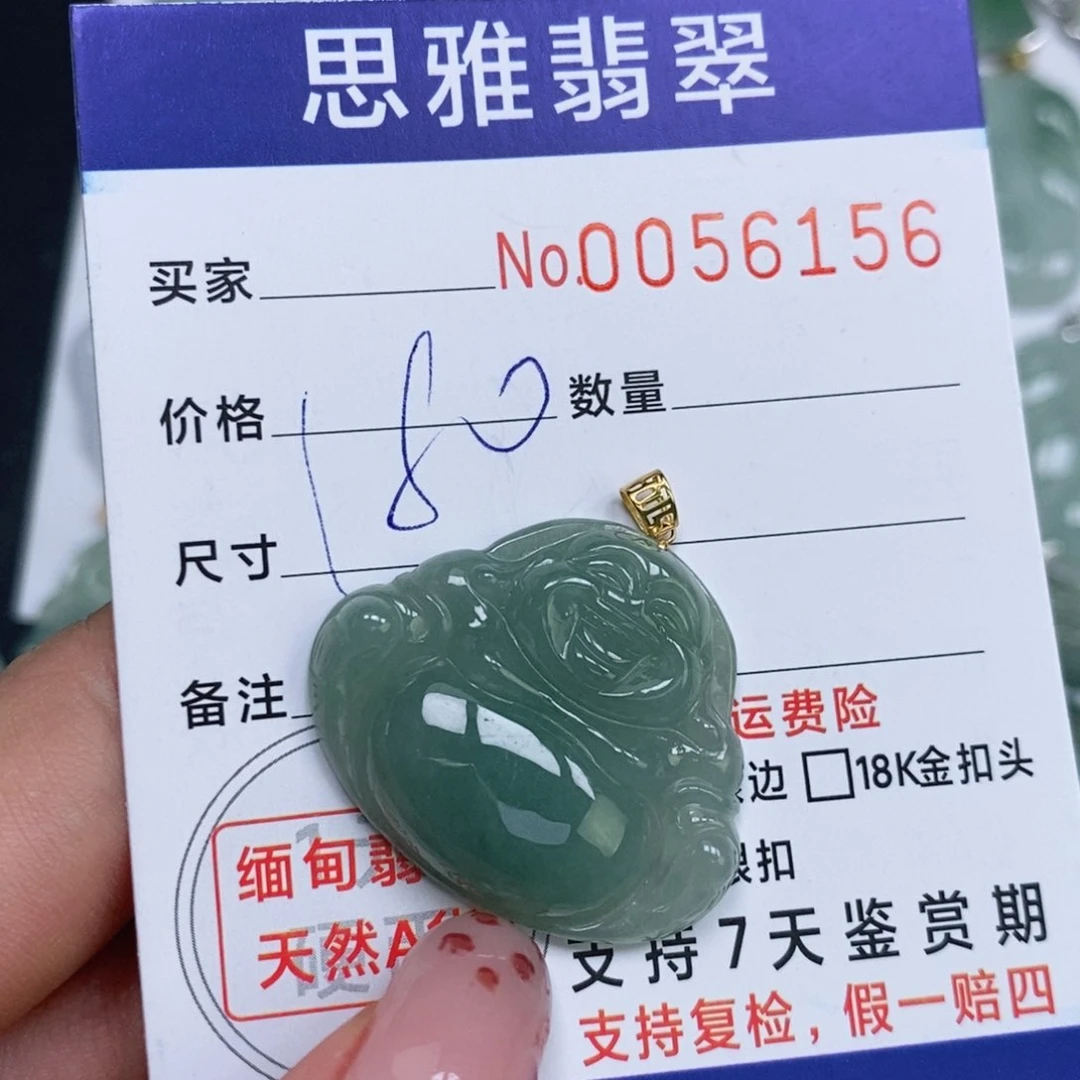 思雅翡翠
买家 No.0056156
价格 180 数量
尺寸
备注
运费险
边 □18K金扣头
银扣
缅甸翡
天然A货
支持7天鉴赏期
支持复检，假一赔四